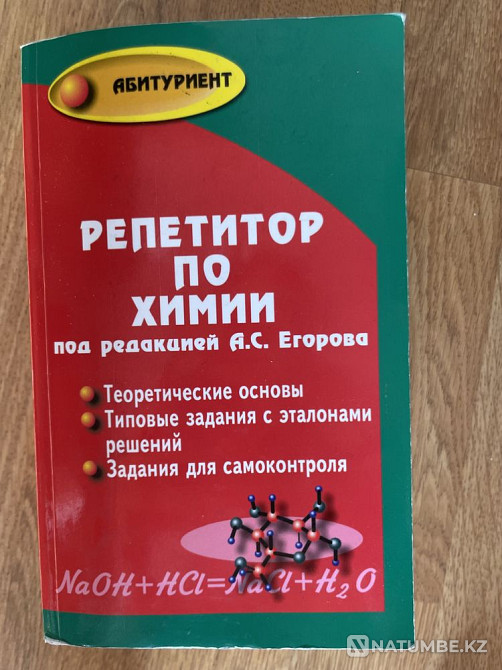 АБИТУРИЕНТ
РЕПЕТИТОР
ПО
ХИМИИ
под редакцией А.С. Егорова
Теоретические основы
Типовые задания с эталонами
решений
Задания для самоконтроля
NaOH+HCl=NaCl+H₂O
NATUMBE.KZ